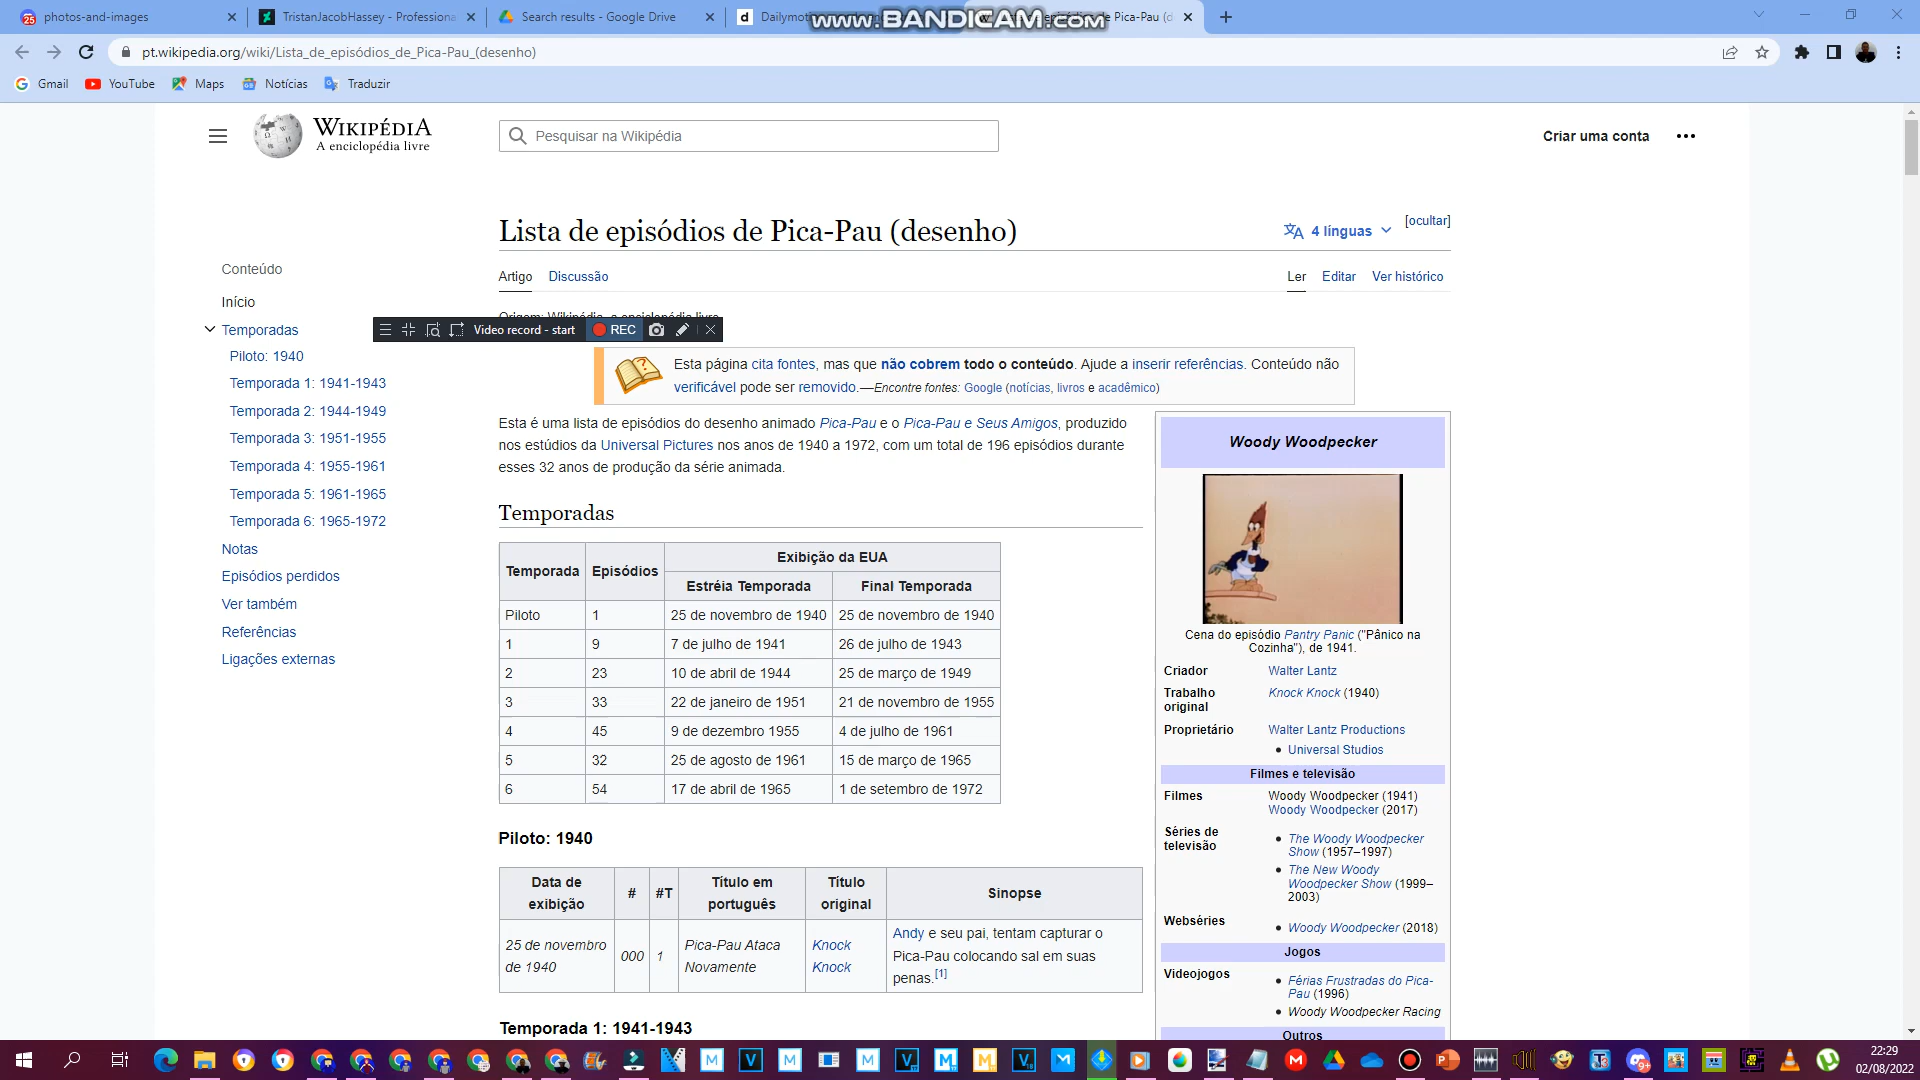 photos-and-images
TristanJacobHassey - Professiona
Search results - Google Drive
Dailymoti
episódios de Pica-Pau (d
www.BANDICAM.com
pt.wikipedia.org/wiki/Lista_de_episódios_de_Pica-Pau_(desenho)
Gmail
YouTube
Maps
Notícias
Traduzir
WIKIPÉDIA
A enciclopédia livre
Pesquisar na Wikipédia
Criar uma conta
Lista de episódios de Pica-Pau (desenho)
4 línguas
[ocultar]
Artigo
Discussão
Ler
Editar
Ver histórico
Conteúdo
Início
Temporadas
Piloto: 1940
Temporada 1: 1941-1943
Temporada 2: 1944-1949
Temporada 3: 1951-1955
Temporada 4: 1955-1961
Temporada 5: 1961-1965
Temporada 6: 1965-1972
Notas
Episódios perdidos
Ver também
Referências
Ligações externas
Origem: Wikipédia, a enciclopédia livre.
Video record - start
REC
Esta página cita fontes, mas que não cobrem todo o conteúdo. Ajude a inserir referências. Conteúdo não
verificável pode ser removido.—Encontre fontes: Google (notícias, livros e acadêmico)
Esta é uma lista de episódios do desenho animado Pica-Pau e o Pica-Pau e Seus Amigos, produzido
nos estúdios da Universal Pictures nos anos de 1940 a 1972, com um total de 196 episódios durante
esses 32 anos de produção da série animada.
Temporadas
Temporada Episódios Exibição da EUA
Estréia Temporada Final Temporada
Piloto 1 25 de novembro de 1940 25 de novembro de 1940
1 9 7 de julho de 1941 26 de julho de 1943
2 23 10 de abril de 1944 25 de março de 1949
3 33 22 de janeiro de 1951 21 de novembro de 1955
4 45 9 de dezembro 1955 4 de julho de 1961
5 32 25 de agosto de 1961 15 de março de 1965
6 54 17 de abril de 1965 1 de setembro de 1972
Piloto: 1940
Data de
exibição
#
#T
Título em
português
Título
original
Sinopse
25 de novembro
de 1940
000
1
Pica-Pau Ataca
Novamente
Knock
Knock
Andy e seu pai, tentam capturar o
Pica-Pau colocando sal em suas
penas.[1]
Temporada 1: 1941-1943
Woody Woodpecker
Cena do episódio Pantry Panic ("Pânico na
Cozinha"), de 1941.
Criador Walter Lantz
Trabalho
original
Knock Knock (1940)
Proprietário Walter Lantz Productions
Universal Studios
Filmes e televisão
Filmes Woody Woodpecker (1941)
Woody Woodpecker (2017)
Séries de
televisão
The Woody Woodpecker
Show (1957–1997)
The New Woody
Woodpecker Show (1999–
2003)
Webséries
Woody Woodpecker (2018)
Jogos
Videojogos
Férias Frustradas do Pica-
Pau (1996)
Woody Woodpecker Racing
Outros
22:29
02/08/2022